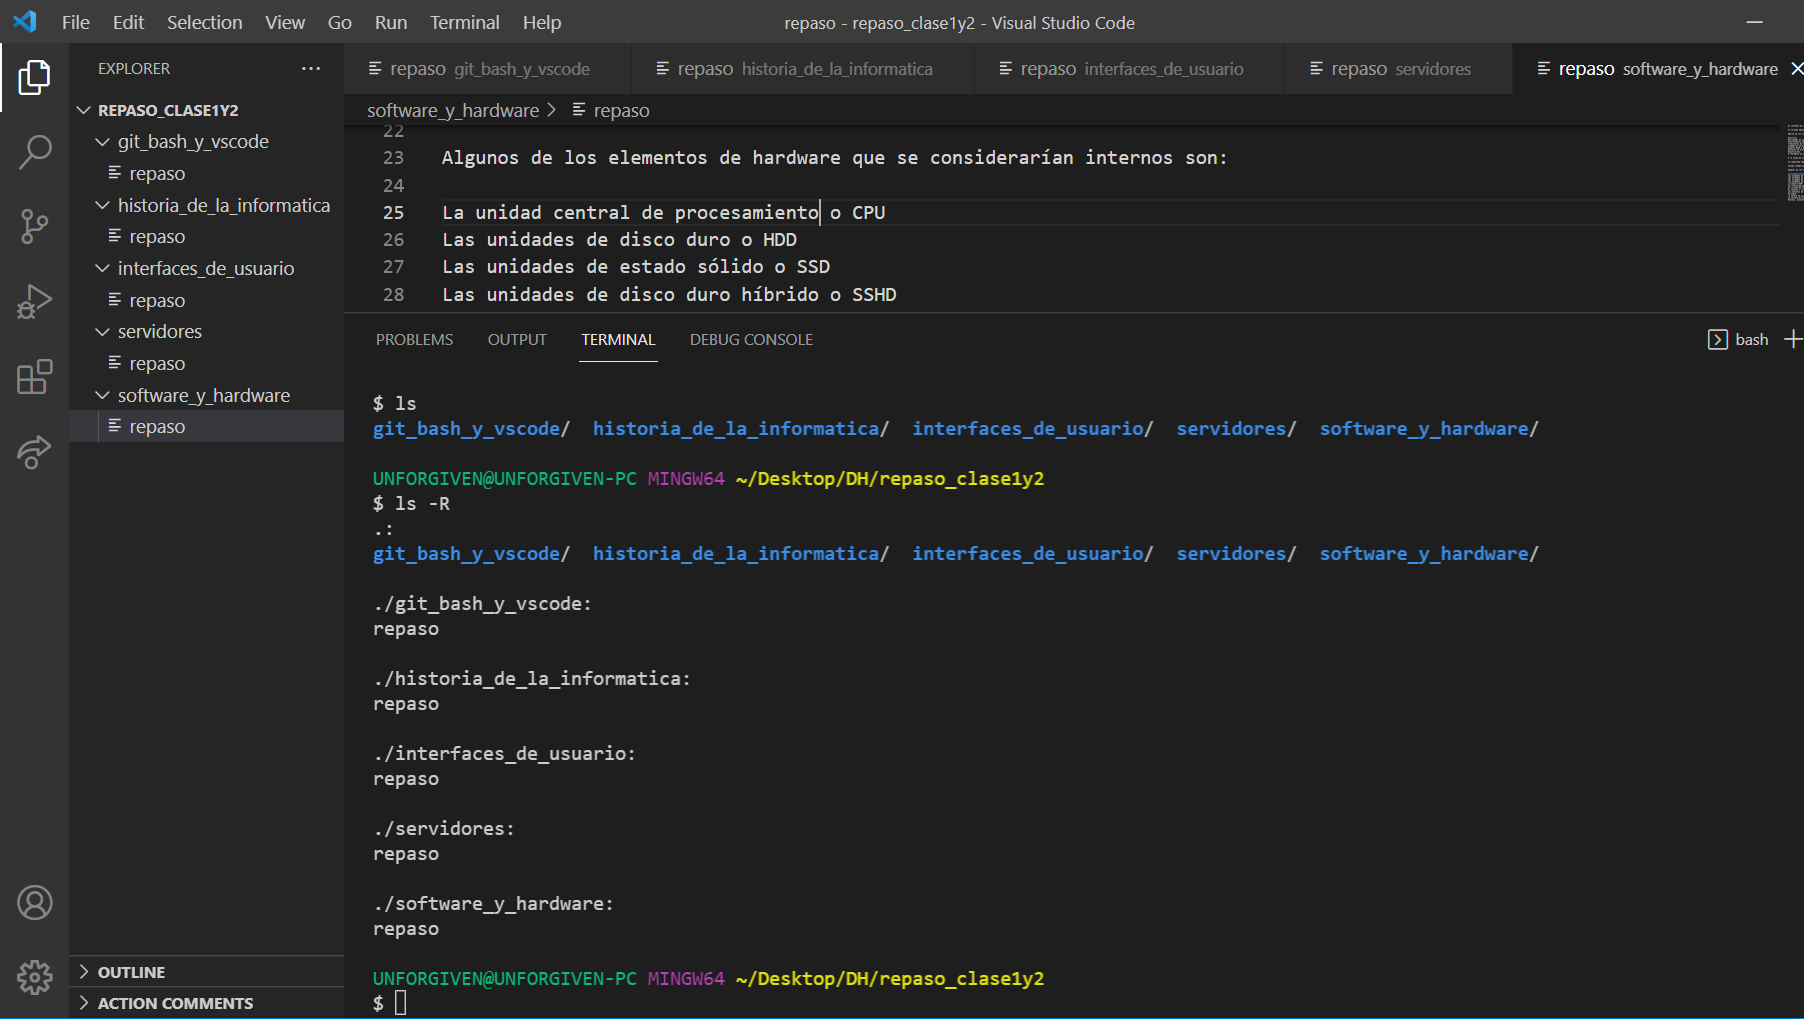 File Edit Selection View Go Run Terminal Help
repaso - repaso_clase1y2 - Visual Studio Code
EXPLORER
REPASO_CLASE1Y2
git_bash_y_vscode
repaso
historia_de_la_informatica
repaso
interfaces_de_usuario
repaso
servidores
repaso
software_y_hardware
repaso
OUTLINE
ACTION COMMENTS
repaso git_bash_y_vscode repaso historia_de_la_informatica repaso interfaces_de_usuario repaso servidores repaso software_y_hardware
software_y_hardware > repaso
22
23 Algunos de los elementos de hardware que se considerarían internos son:
24
25 La unidad central de procesamiento o CPU
26 Las unidades de disco duro o HDD
27 Las unidades de estado sólido o SSD
28 Las unidades de disco duro híbrido o SSHD
PROBLEMS OUTPUT TERMINAL DEBUG CONSOLE bash
$ ls
git_bash_y_vscode/ historia_de_la_informatica/ interfaces_de_usuario/ servidores/ software_y_hardware/
UNFORGIVEN@UNFORGIVEN-PC MINGW64 ~/Desktop/DH/repaso_clase1y2
$ ls -R
.:
git_bash_y_vscode/ historia_de_la_informatica/ interfaces_de_usuario/ servidores/ software_y_hardware/
./git_bash_y_vscode:
repaso
./historia_de_la_informatica:
repaso
./interfaces_de_usuario:
repaso
./servidores:
repaso
./software_y_hardware:
repaso
UNFORGIVEN@UNFORGIVEN-PC MINGW64 ~/Desktop/DH/repaso_clase1y2
$